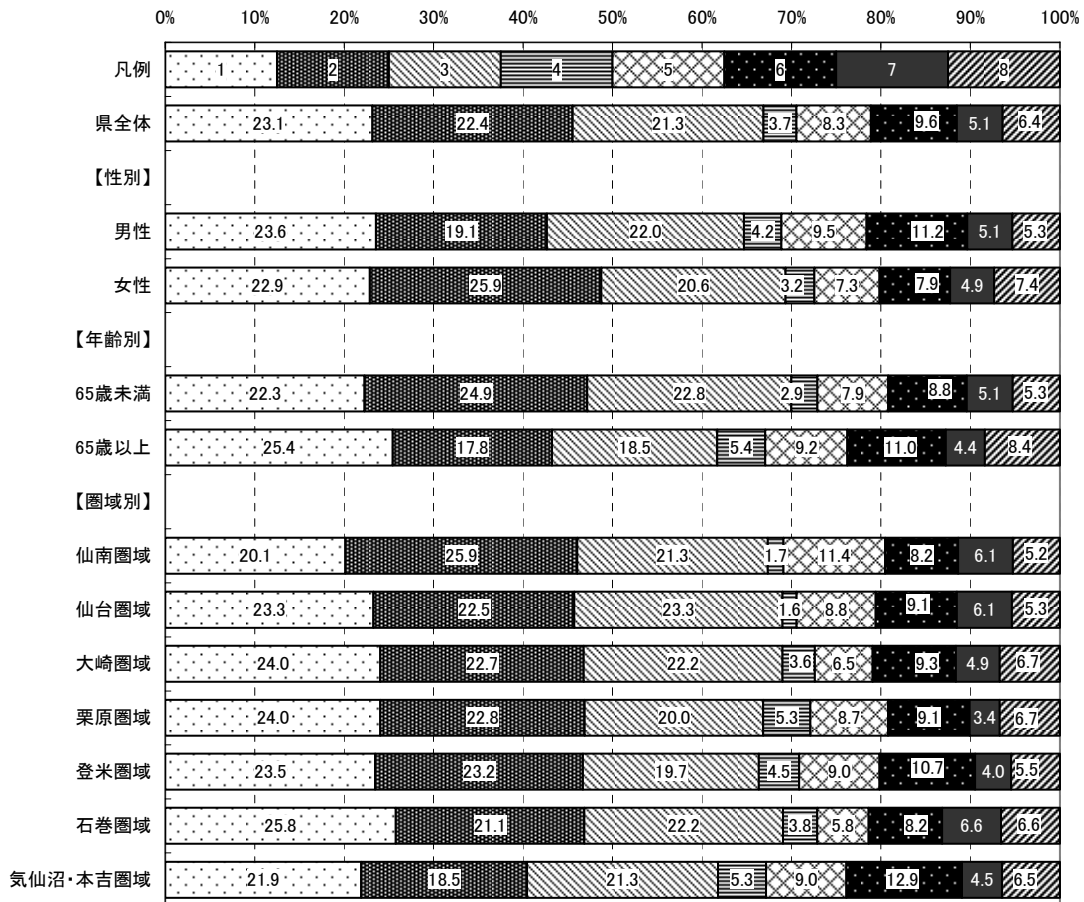 0% 10% 20% 30% 40% 50% 60% 70% 80% 90% 100%
凡例 1 2 3 4 5 6 7 8
県全体 23.1 22.4 21.3 3.7 8.3 9.6 5.1 6.4
【性別】
男性 23.6 19.1 22.0 4.2 9.5 11.2 5.1 5.3
女性 22.9 25.9 20.6 3.2 7.3 7.9 4.9 7.4
【年齢別】
65歳未満 22.3 24.9 22.8 2.9 7.9 8.8 5.1 5.3
65歳以上 25.4 17.8 18.5 5.4 9.2 11.0 4.4 8.4
【圏域別】
仙南圏域 20.1 25.9 21.3 1.7 11.4 8.2 6.1 5.2
仙台圏域 23.3 22.5 23.3 1.6 8.8 9.1 6.1 5.3
大崎圏域 24.0 22.7 22.2 3.6 6.5 9.3 4.9 6.7
栗原圏域 24.0 22.8 20.0 5.3 8.7 9.1 3.4 6.7
登米圏域 23.5 23.2 19.7 4.5 9.0 10.7 4.0 5.5
石巻圏域 25.8 21.1 22.2 3.8 5.8 8.2 6.6 6.6
気仙沼・本吉圏域 21.9 18.5 21.3 5.3 9.0 12.9 4.5 6.5